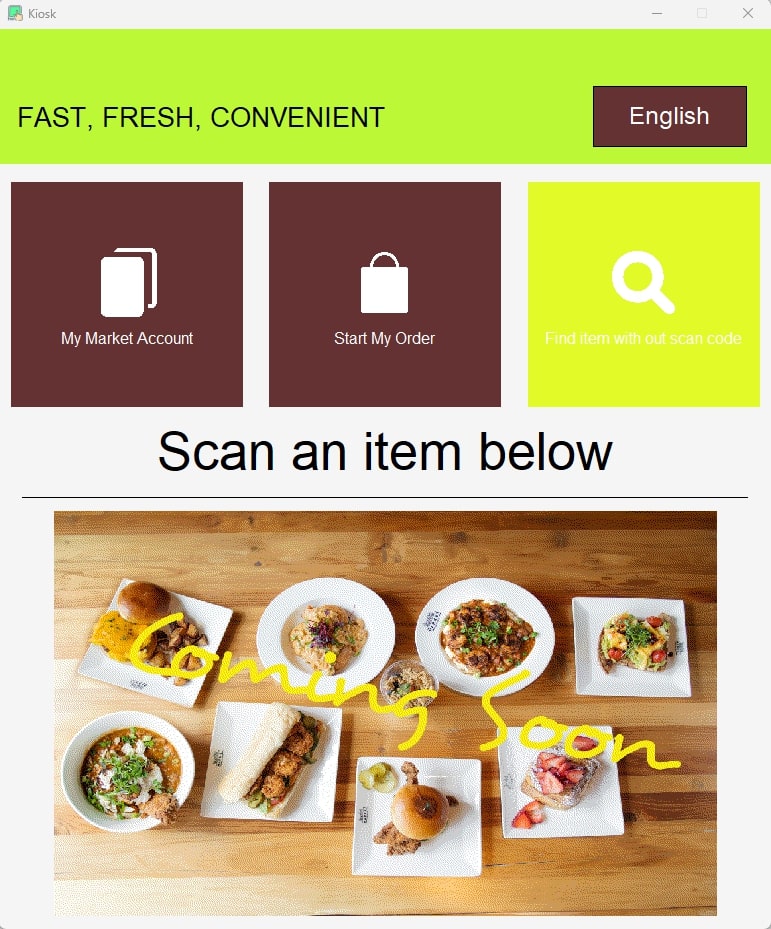 Kiosk
FAST, FRESH, CONVENIENT
English
My Market Account
Start My Order
Find item with out scan code
Scan an item below
Coming Soon